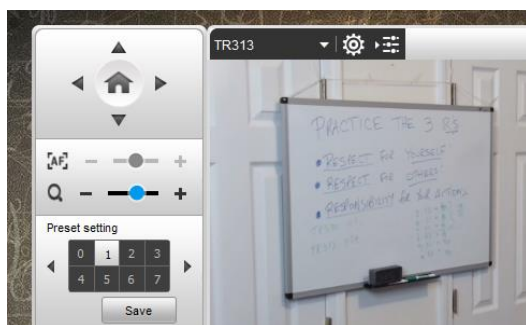 TR313
[AF]
Preset setting
0 1 2 3
4 5 6 7
Save
PRACTICE THE 3 RS
RESPECT FOR YOURSELF
RESPECT FOR OTHERS
RESPONSIBILITY for YOUR ACTIONS